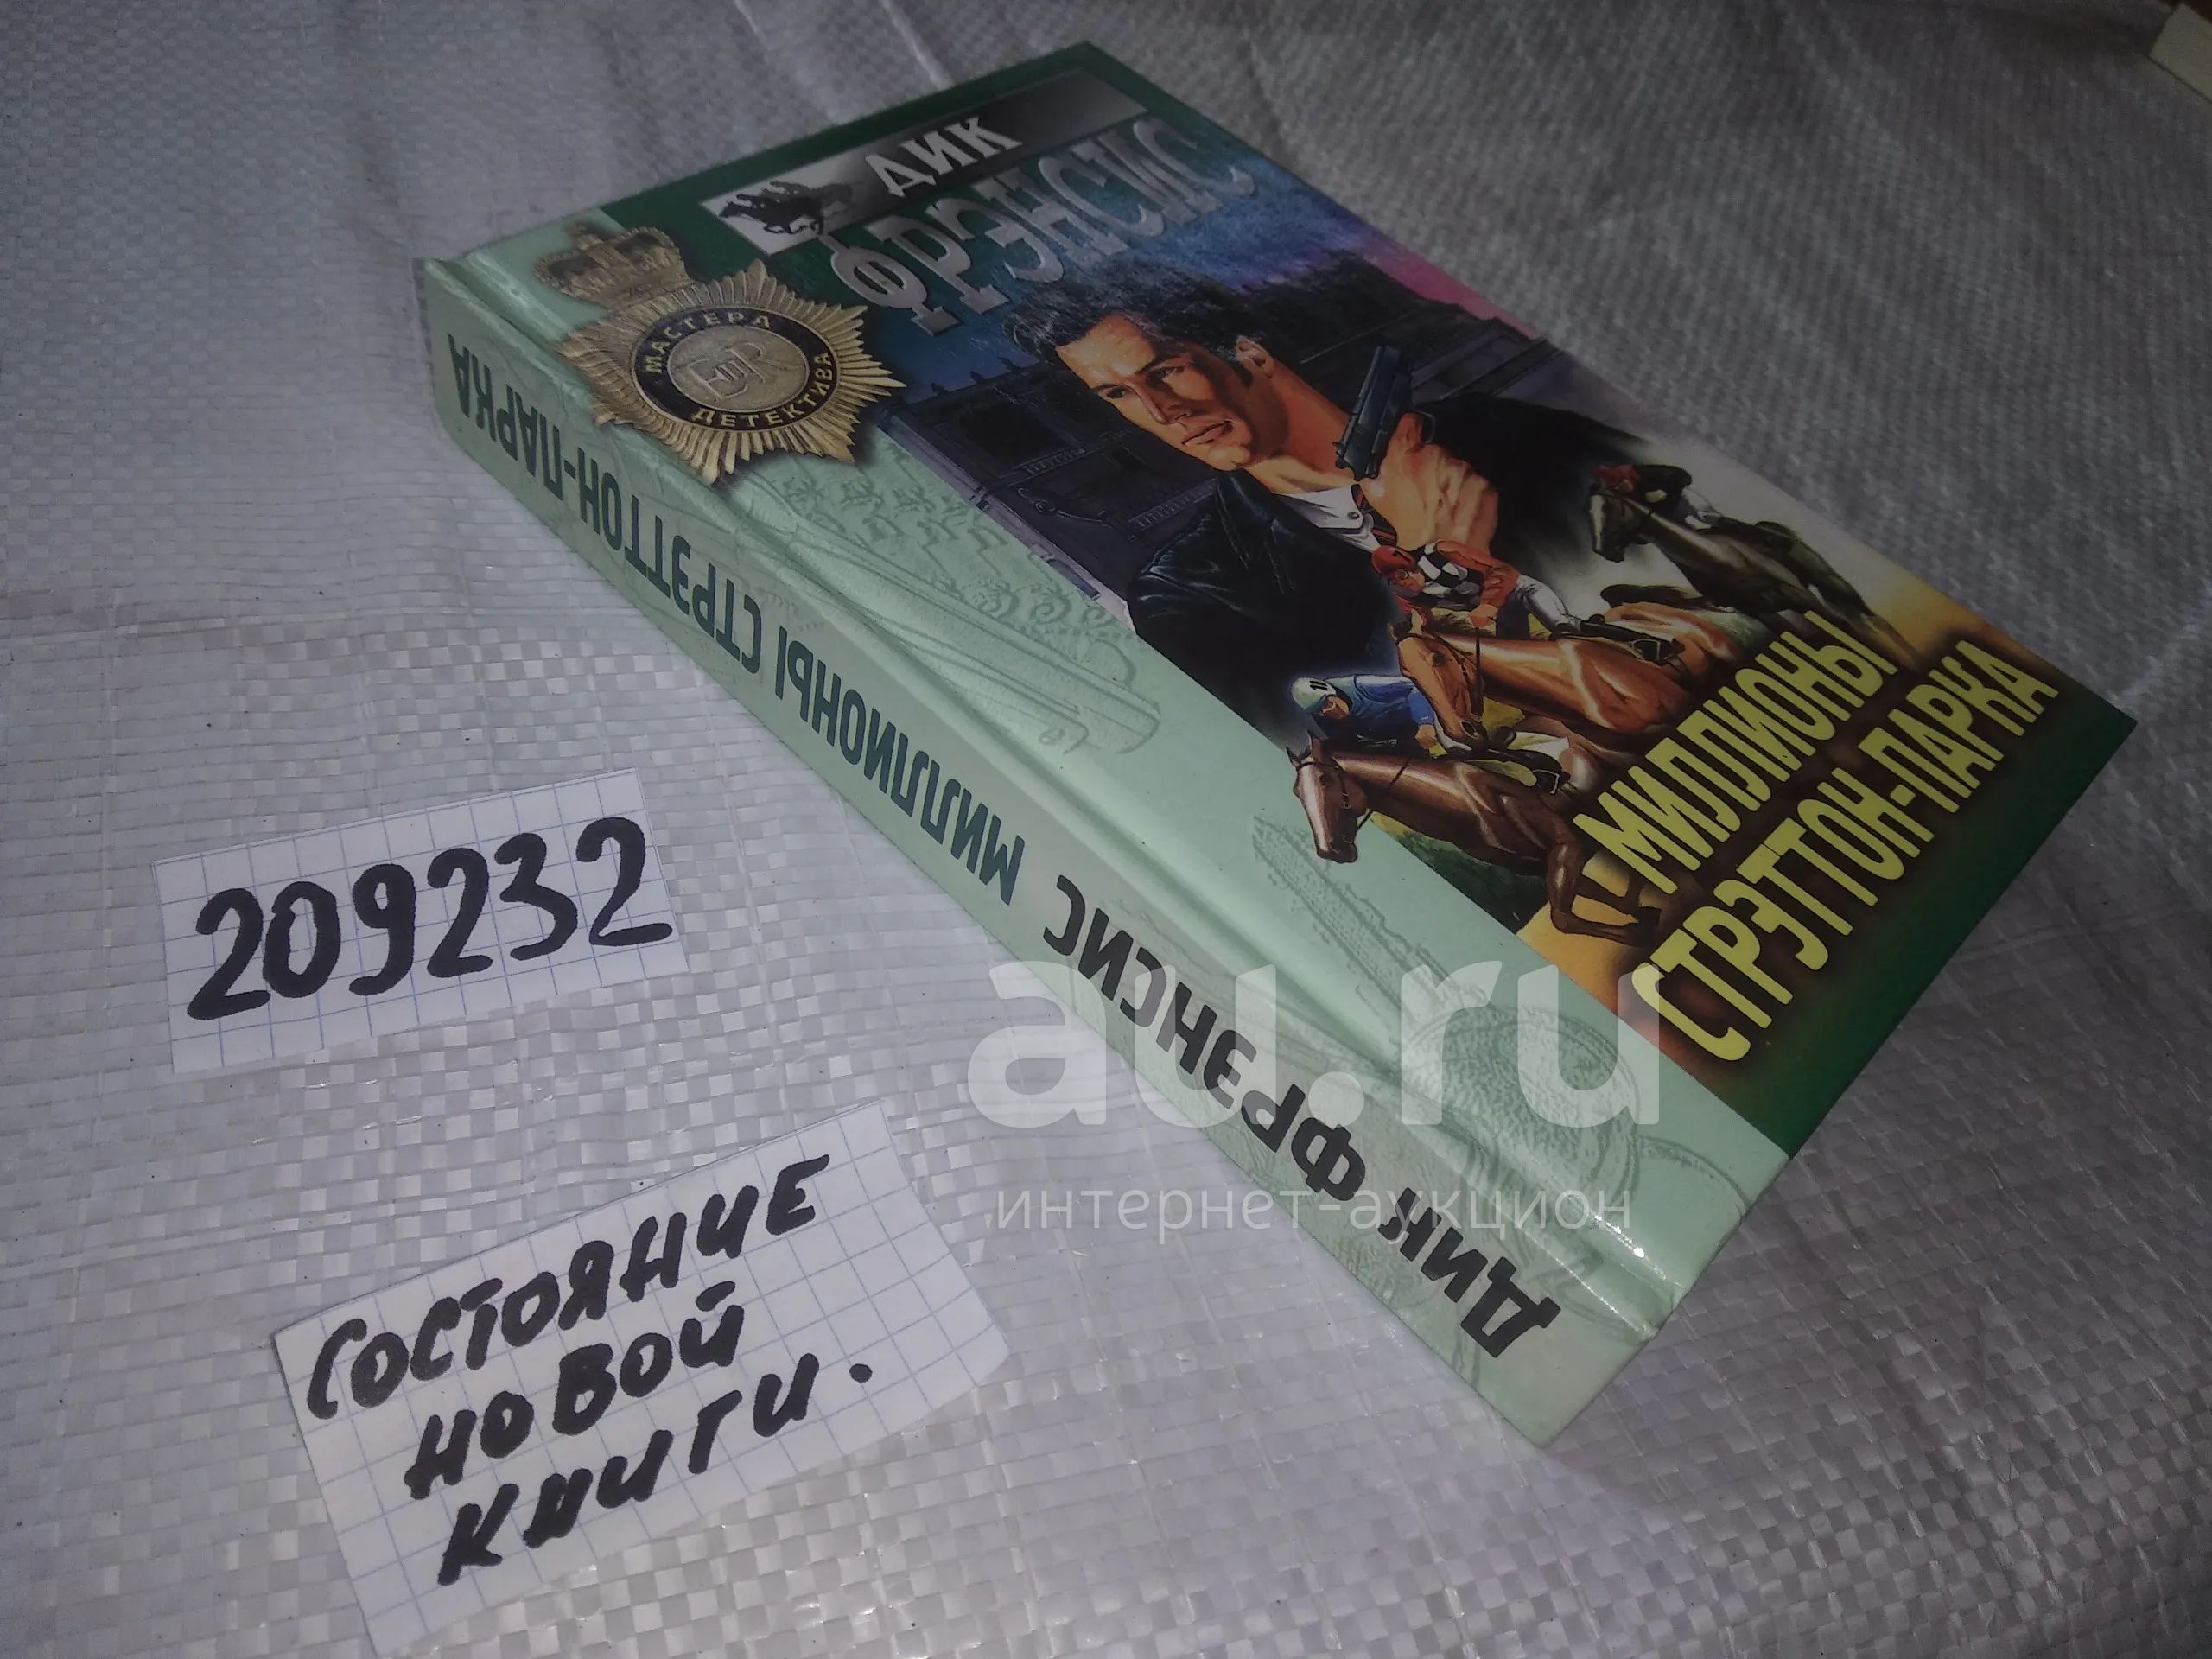 ДИК
ФРЭНСИС
МАСТЕРА
EIIR
ДЕТЕКТИВА
МИЛЛИОНЫ
СТРЭТТОН-ПАРКА
ДИК ФРЭНСИС МИЛЛИОНЫ СТРЭТТОН-ПАРКА
209232
СОСТОЯНИЕ
НОВОЙ
КНИГИ.
au.ru
интернет-аукцион